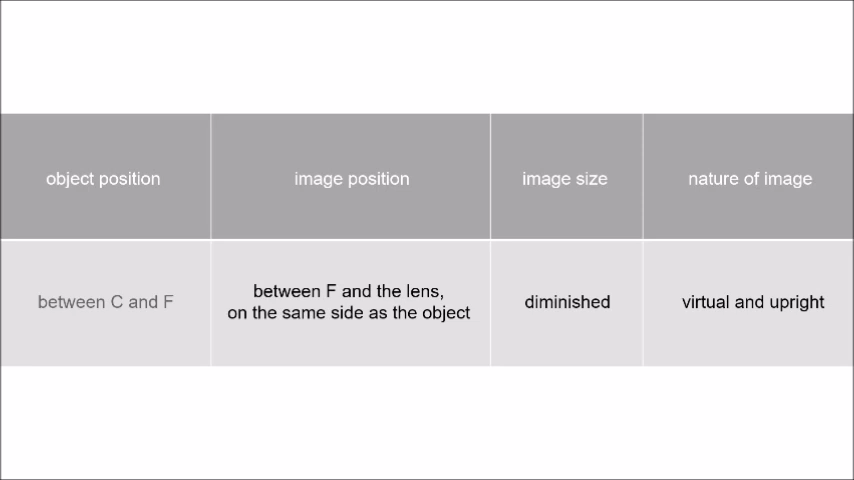 object position
image position
image size
nature of image
between C and F
between F and the lens,
on the same side as the object
diminished
virtual and upright